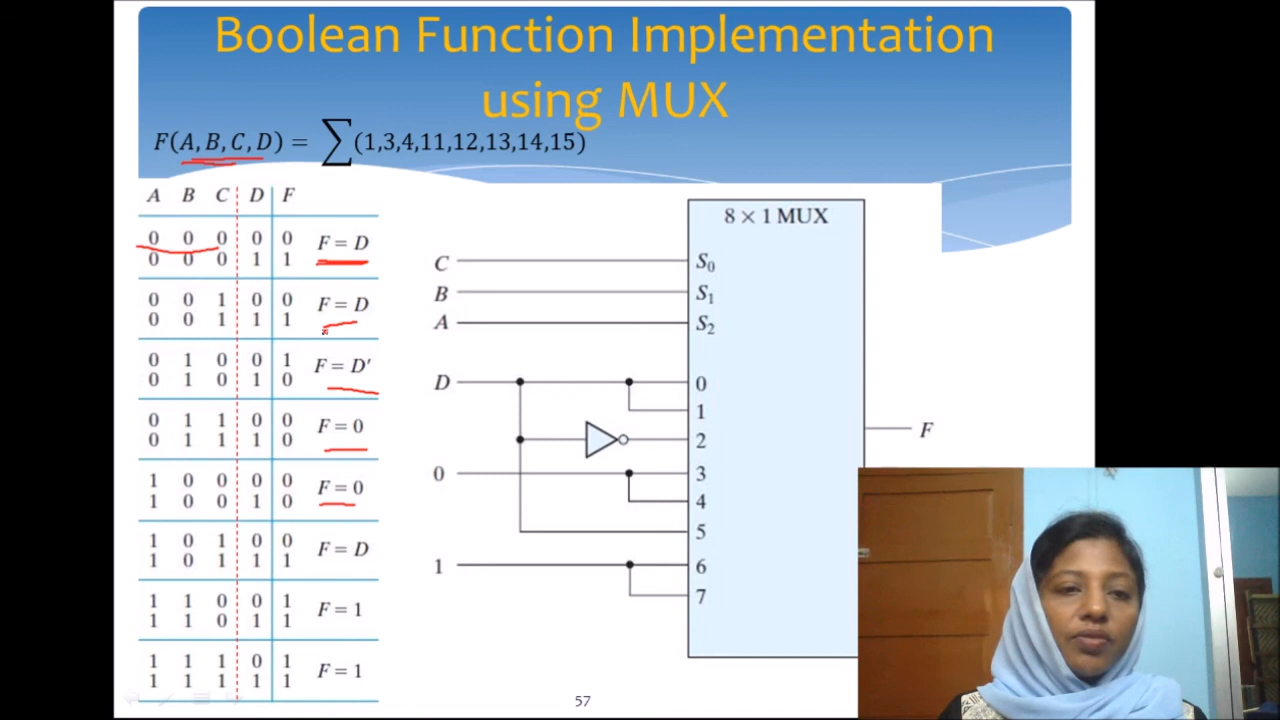 Boolean Function Implementation
using MUX
F(A, B, C, D) = ∑(1,3,4,11,12,13,14,15)
A B C D F
0 0 0 0 0
0 0 0 1 1
F = D
0 0 1 0 0
0 0 1 1 1
F = D
0 1 0 0 1
0 1 0 1 0
F = D'
0 1 1 0 0
0 1 1 1 0
F = 0
1 0 0 0 0
1 0 0 1 0
F = 0
1 0 1 0 0
1 0 1 1 1
F = D
1 1 0 0 1
1 1 0 1 1
F = 1
1 1 1 0 1
1 1 1 1 1
F = 1
8 × 1 MUX
C S0
B S1
A S2
D 0
1
2
0 3
4
5
1 6
7
F
57